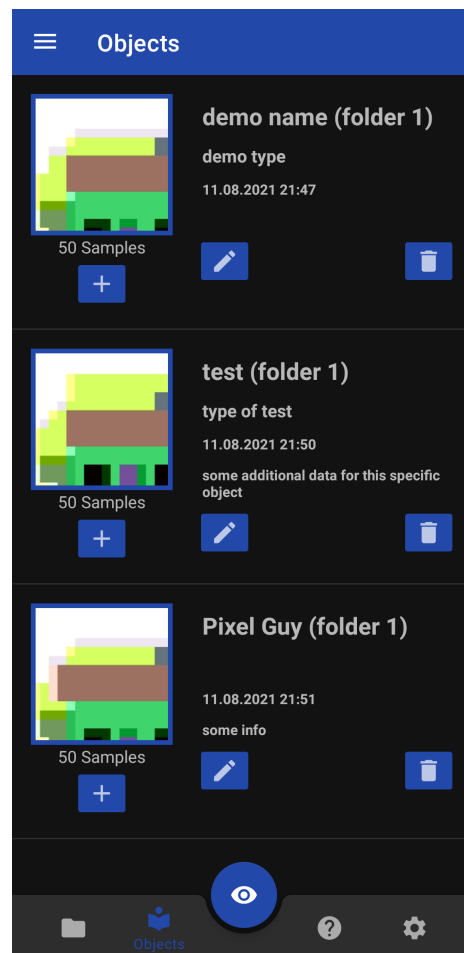 Objects
demo name (folder 1)
demo type
11.08.2021 21:47
50 Samples
test (folder 1)
type of test
11.08.2021 21:50
some additional data for this specific
object
50 Samples
Pixel Guy (folder 1)
11.08.2021 21:51
some info
50 Samples
Objects